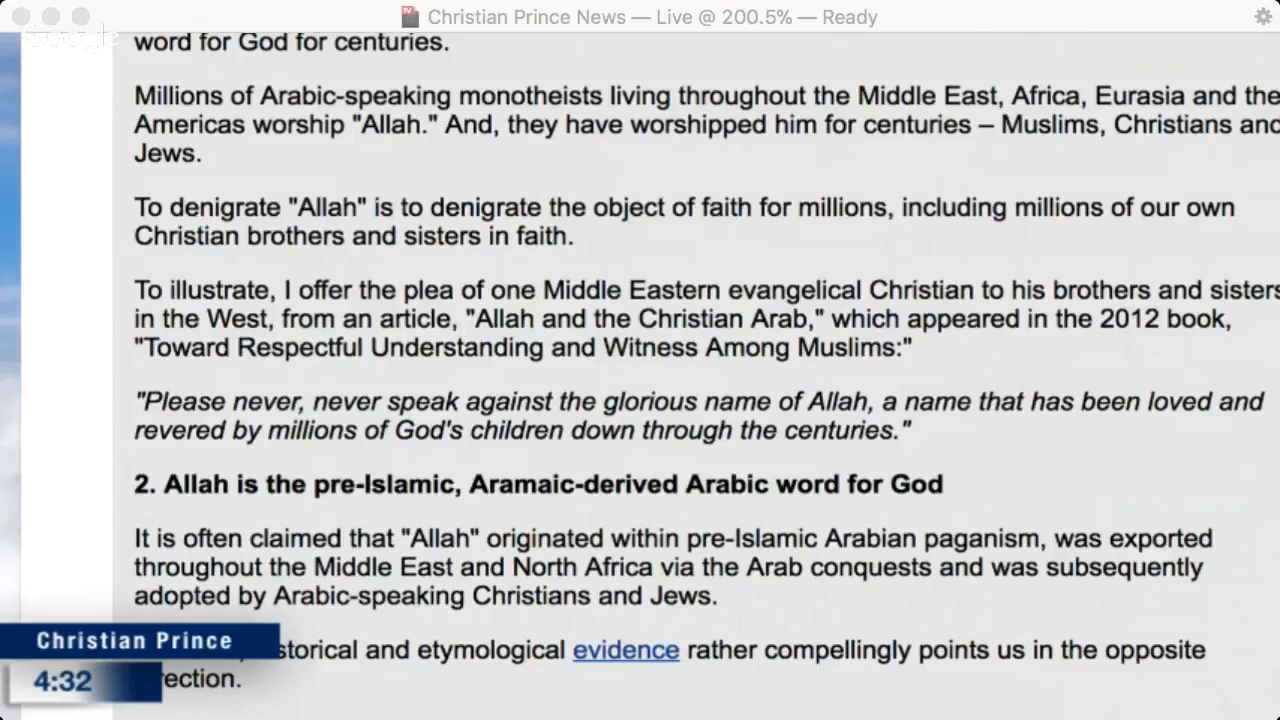 Christian Prince News — Live @ 200.5% — Ready
Google
word for God for centuries.
Millions of Arabic-speaking monotheists living throughout the Middle East, Africa, Eurasia and the
Americas worship "Allah." And, they have worshipped him for centuries – Muslims, Christians and
Jews.
To denigrate "Allah" is to denigrate the object of faith for millions, including millions of our own
Christian brothers and sisters in faith.
To illustrate, I offer the plea of one Middle Eastern evangelical Christian to his brothers and sisters
in the West, from an article, "Allah and the Christian Arab," which appeared in the 2012 book,
"Toward Respectful Understanding and Witness Among Muslims:"
"Please never, never speak against the glorious name of Allah, a name that has been loved and
revered by millions of God's children down through the centuries."
2. Allah is the pre-Islamic, Aramaic-derived Arabic word for God
It is often claimed that "Allah" originated within pre-Islamic Arabian paganism, was exported
throughout the Middle East and North Africa via the Arab conquests and was subsequently
adopted by Arabic-speaking Christians and Jews.
storical and etymological evidence rather compellingly points us in the opposite
rection.
Christian Prince
4:32